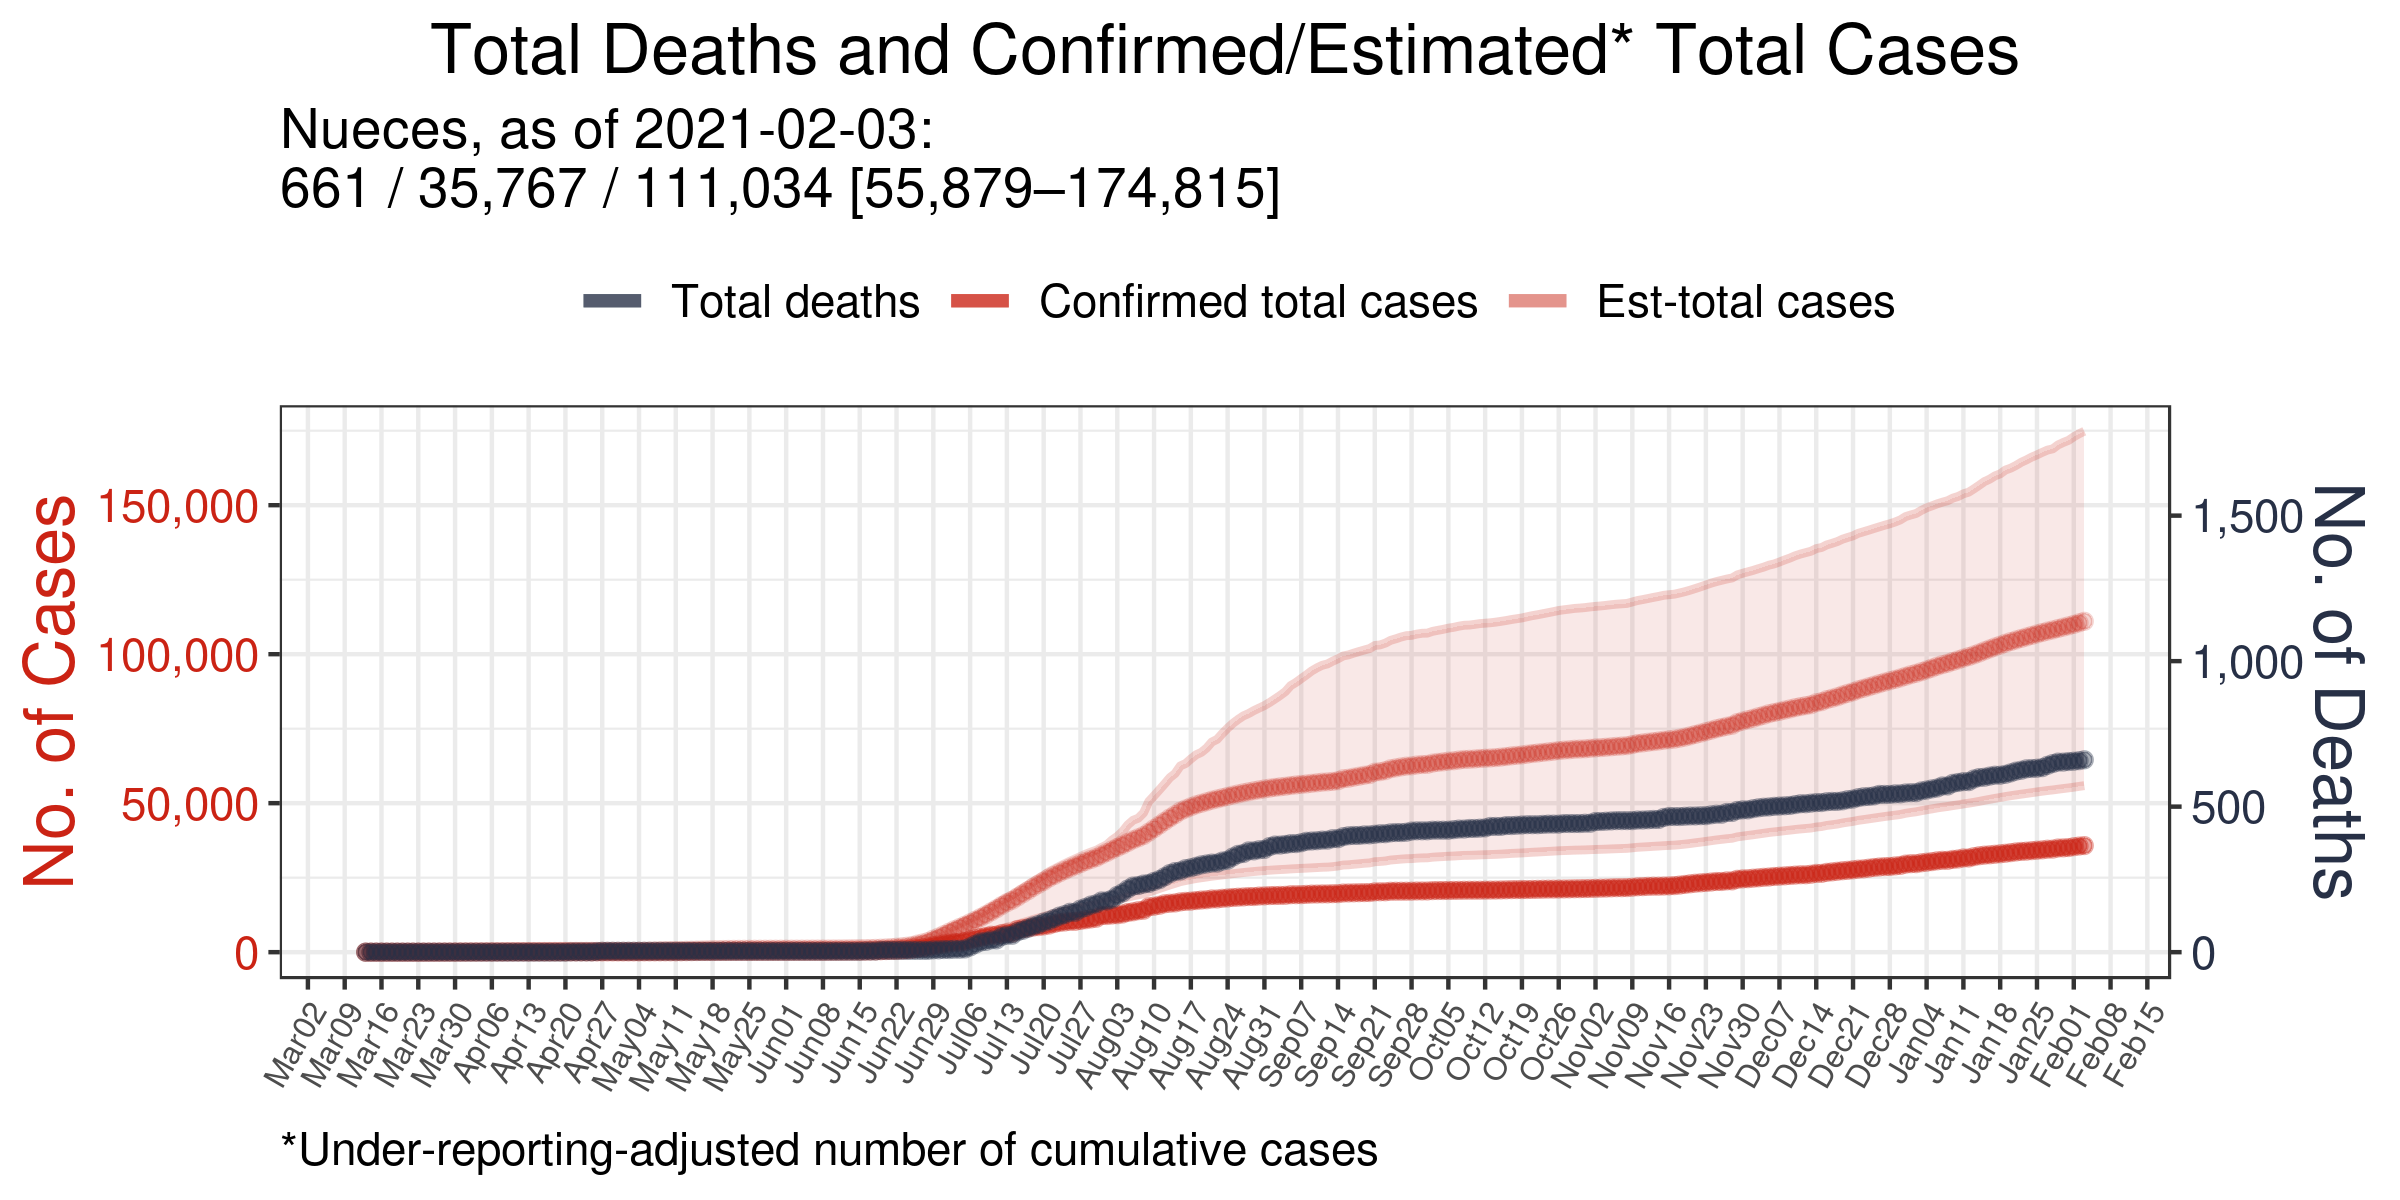 Total Deaths and Confirmed/Estimated* Total Cases
Nueces, as of 2021-02-03:
661 / 35,767 / 111,034 [55,879–174,815]
Total deaths
Confirmed total cases
Est-total cases
No. of Cases
150,000
100,000
50,000
0
1,500
1,000
500
0
No. of Deaths
Mar02
Mar09
Mar16
Mar23
Mar30
Apr06
Apr13
Apr20
Apr27
May04
May11
May18
May25
Jun01
Jun08
Jun15
Jun22
Jun29
Jul06
Jul13
Jul20
Jul27
Aug03
Aug10
Aug17
Aug24
Aug31
Sep07
Sep14
Sep21
Sep28
Oct05
Oct12
Oct19
Oct26
Nov02
Nov09
Nov16
Nov23
Nov30
Dec07
Dec14
Dec21
Dec28
Jan04
Jan11
Jan18
Jan25
Feb01
Feb08
Feb15
*Under-reporting-adjusted number of cumulative cases